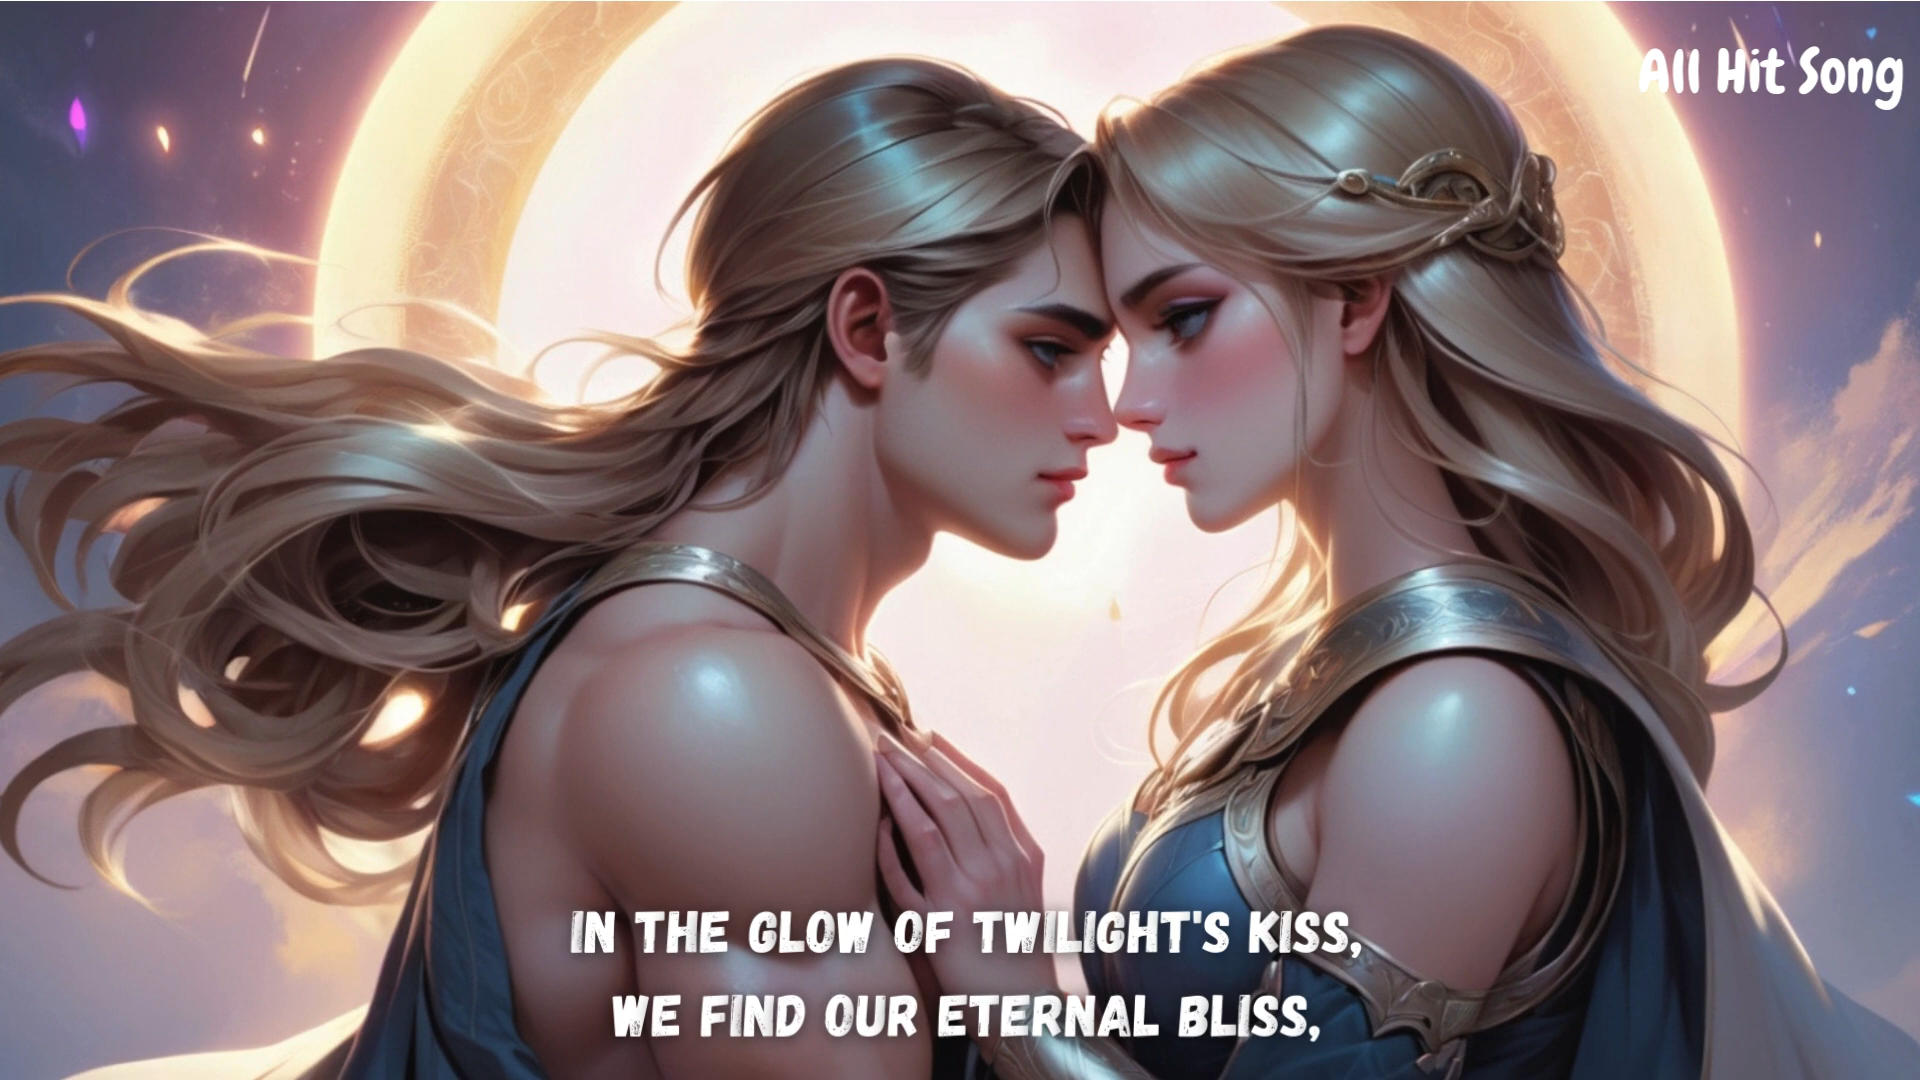 All Hit Song
IN THE GLOW OF TWILIGHT'S KISS,
WE FIND OUR ETERNAL BLISS,